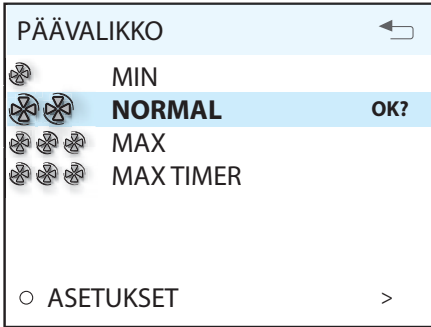 PÄÄVALIKKO
MIN
NORMAL OK?
MAX
MAX TIMER
ASETUKSET >